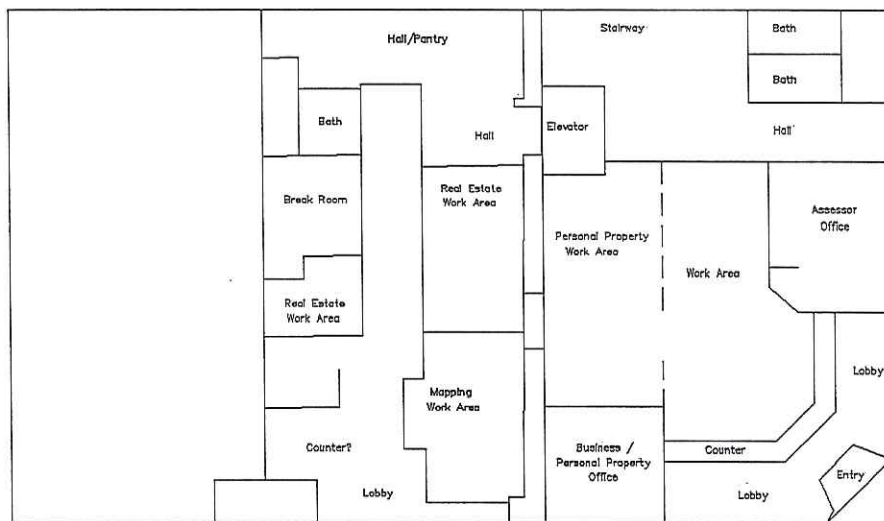 Hall/Pantry
Stairway
Bath
Bath
Bath
Hall
Elevator
Hall
Break Room
Real Estate
Work Area
Personal Property
Work Area
Assessor
Office
Work Area
Real Estate
Work Area
Lobby
Mapping
Work Area
Counter?
Business /
Personal Property
Office
Counter
Lobby
Lobby
Entry